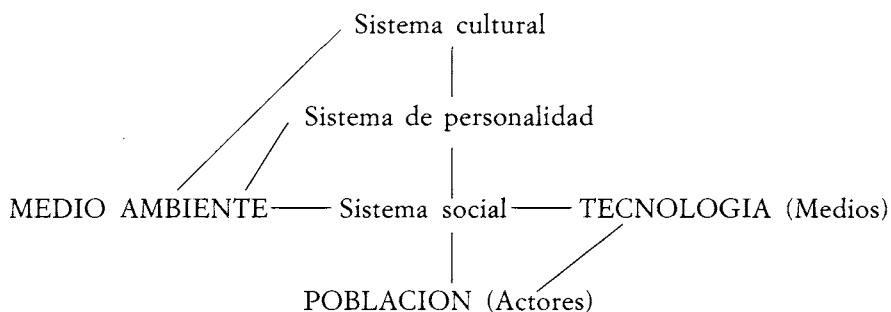 Sistema cultural
Sistema de personalidad
MEDIO AMBIENTE Sistema social TECNOLOGIA (Medios)
POBLACION (Actores)